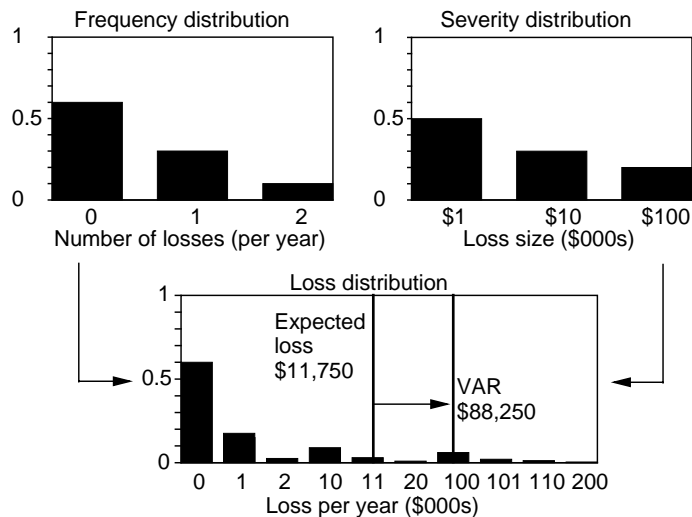 Frequency distribution
1
0.5
0
0 1 2
Number of losses (per year)
Severity distribution
1
0.5
0
$1 $10 $100
Loss size ($000s)
Loss distribution
1
0.5
0
Expected
loss
$11,750
VAR
$88,250
0 1 2 10 11 20 100 101 110 200
Loss per year ($000s)